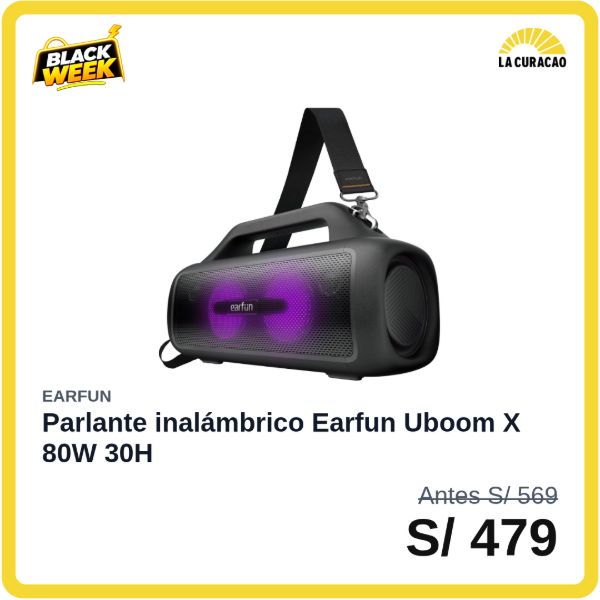 BLACK
WEEK
LA CURACAO
earfun
EARFUN
Parlante inalámbrico Earfun Uboom X
80W 30H
Antes S/ 569
S/ 479